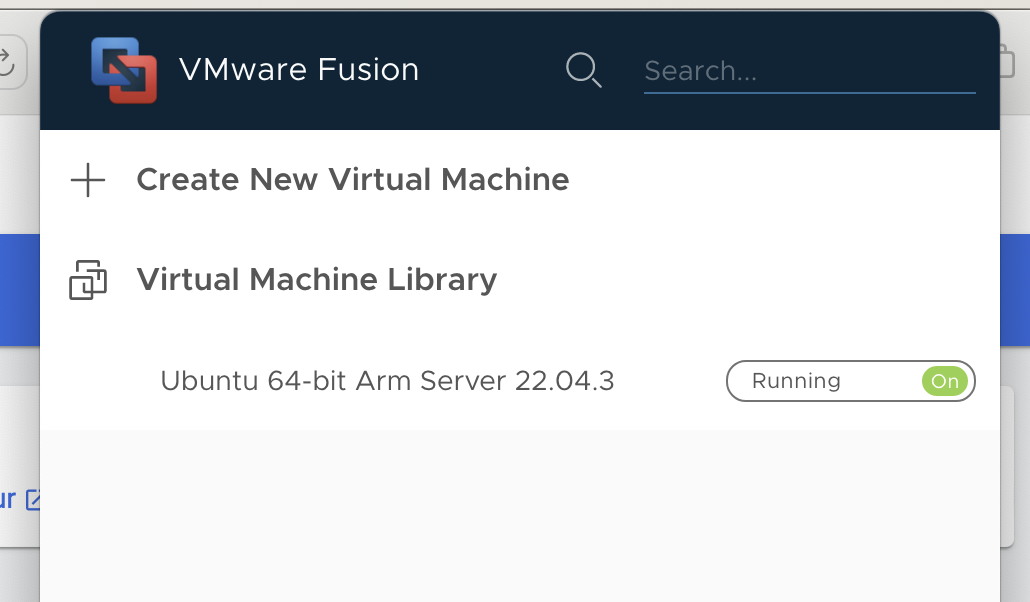 VMware Fusion
Search...
Create New Virtual Machine
Virtual Machine Library
Ubuntu 64-bit Arm Server 22.04.3
Running
On
ur